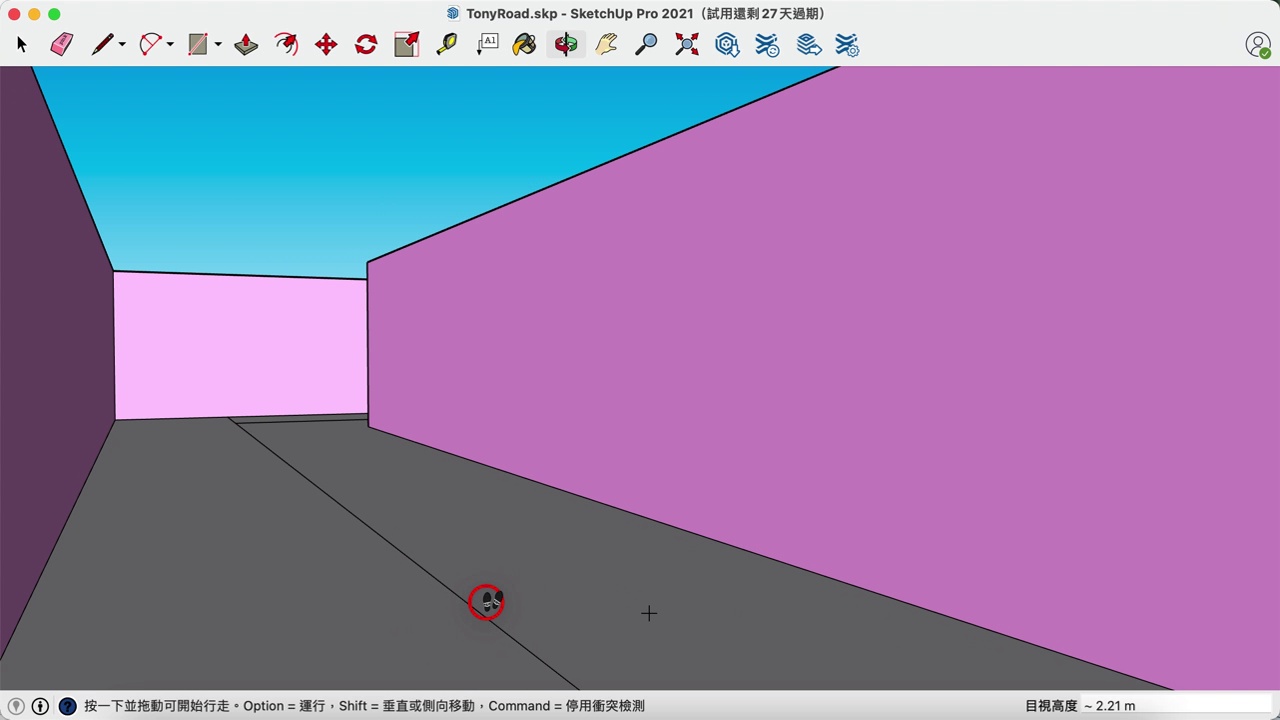 TonyRoad.skp - SketchUp Pro 2021（試用還剩 27 天過期）
A1
按一下並拖動可開始行走。Option = 運行，Shift = 垂直或側向移動，Command = 停用衝突檢測
目視高度 ~ 2.21 m